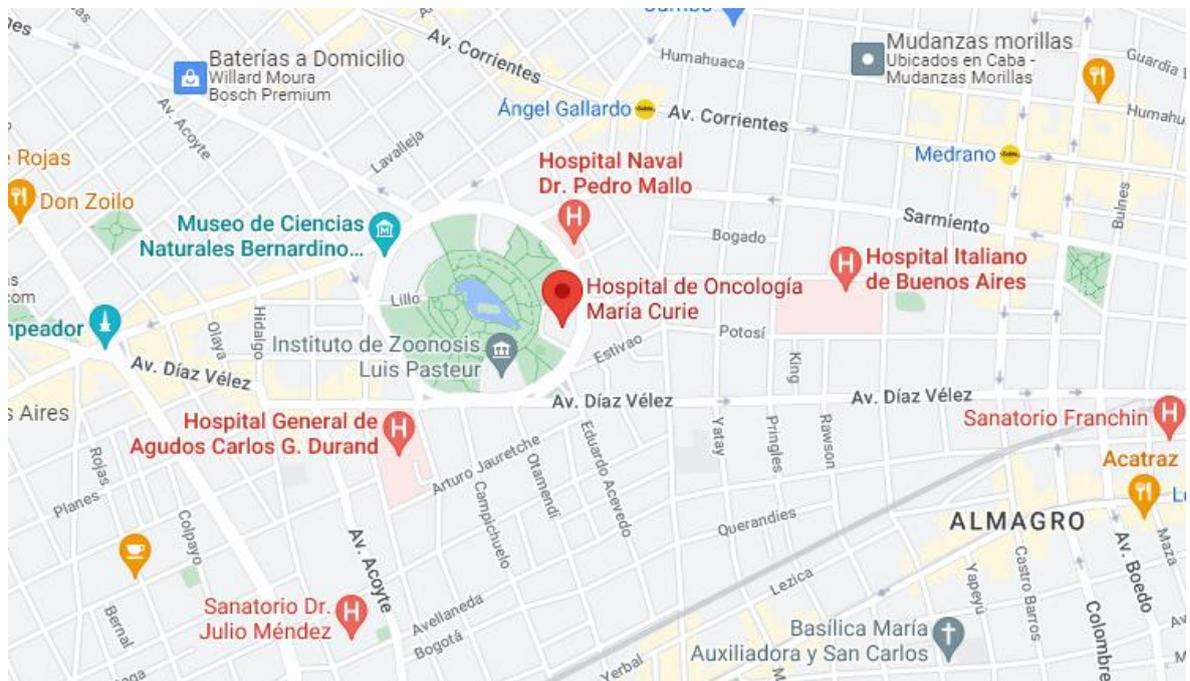 Av. Corrientes
Humahuaca
Mudanzas morillas
Ubicados en Caba -
Mudanzas Morillas
Baterías a Domicilio
Willard Moura
Bosch Premium
Av. Acoyte
Lavalleja
Ángel Gallardo
Av. Corrientes
Medrano
Rojas
Don Zoilo
Hospital Naval
Dr. Pedro Mallo
Museo de Ciencias
Naturales Bernardino...
Sarmiento
Bulnes
Bogado
Hospital Italiano
de Buenos Aires
Hospital de Oncología
María Curie
Lillo
Potosí
Olaya
Hidalgo
Instituto de Zoonosis
Luis Pasteur
Estivao
King
Av. Díaz Vélez
Av. Díaz Vélez
Av. Díaz Vélez
Aires
Hospital General de
Agudos Carlos G. Durand
Sanatorio Franchin
Yatay
Pringles
Rawson
Rojas
Arturo Jauretche
Otamendi
Eduardo Acevedo
Campichuelo
Acatraz
Planes
Colpayo
Querandíes
ALMAGRO
Av. Acoyte
Av. Boedo
Maza
Castro Barros
Yapeyú
Lezica
Colombre
Sanatorio Dr.
Julio Méndez
Bernal
Avellaneda
Bogotá
Yerbal
Basílica María
Auxiliadora y San Carlos